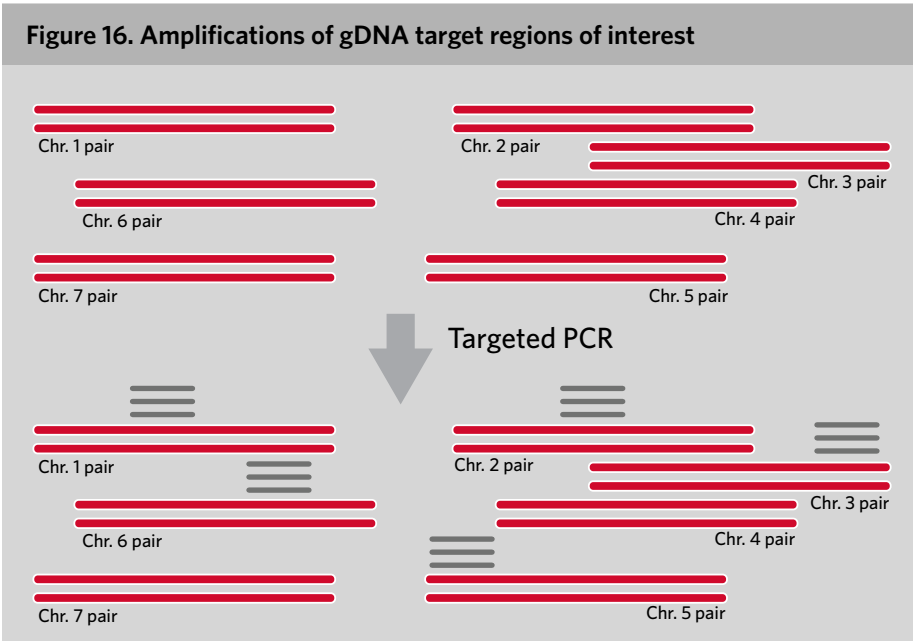 Figure 16. Amplifications of gDNA target regions of interest
Chr. 1 pair
Chr. 2 pair
Chr. 3 pair
Chr. 6 pair
Chr. 4 pair
Chr. 7 pair
Chr. 5 pair
Targeted PCR
Chr. 1 pair
Chr. 2 pair
Chr. 3 pair
Chr. 6 pair
Chr. 4 pair
Chr. 7 pair
Chr. 5 pair